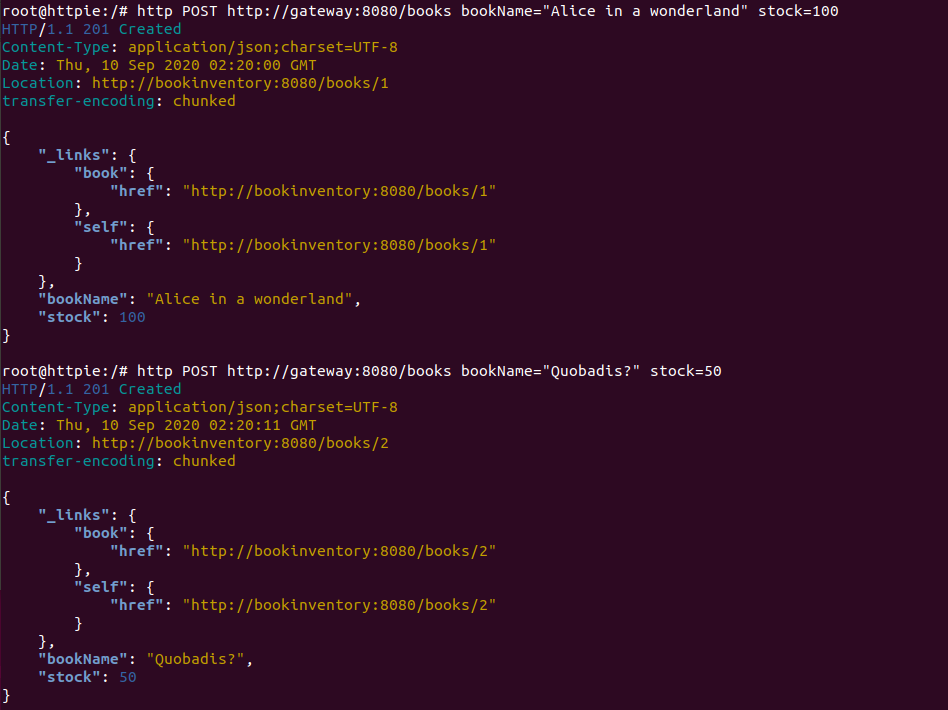 root@httpie:/# http POST http://gateway:8080/books bookName="Alice in a wonderland" stock=100
HTTP/1.1 201 Created
Content-Type: application/json;charset=UTF-8
Date: Thu, 10 Sep 2020 02:20:00 GMT
Location: http://bookinventory:8080/books/1
transfer-encoding: chunked
{
"_links": {
"book": {
"href": "http://bookinventory:8080/books/1"
},
"self": {
"href": "http://bookinventory:8080/books/1"
}
},
"bookName": "Alice in a wonderland",
"stock": 100
}
root@httpie:/# http POST http://gateway:8080/books bookName="Quobadis?" stock=50
HTTP/1.1 201 Created
Content-Type: application/json;charset=UTF-8
Date: Thu, 10 Sep 2020 02:20:11 GMT
Location: http://bookinventory:8080/books/2
transfer-encoding: chunked
{
"_links": {
"book": {
"href": "http://bookinventory:8080/books/2"
},
"self": {
"href": "http://bookinventory:8080/books/2"
}
},
"bookName": "Quobadis?",
"stock": 50
}